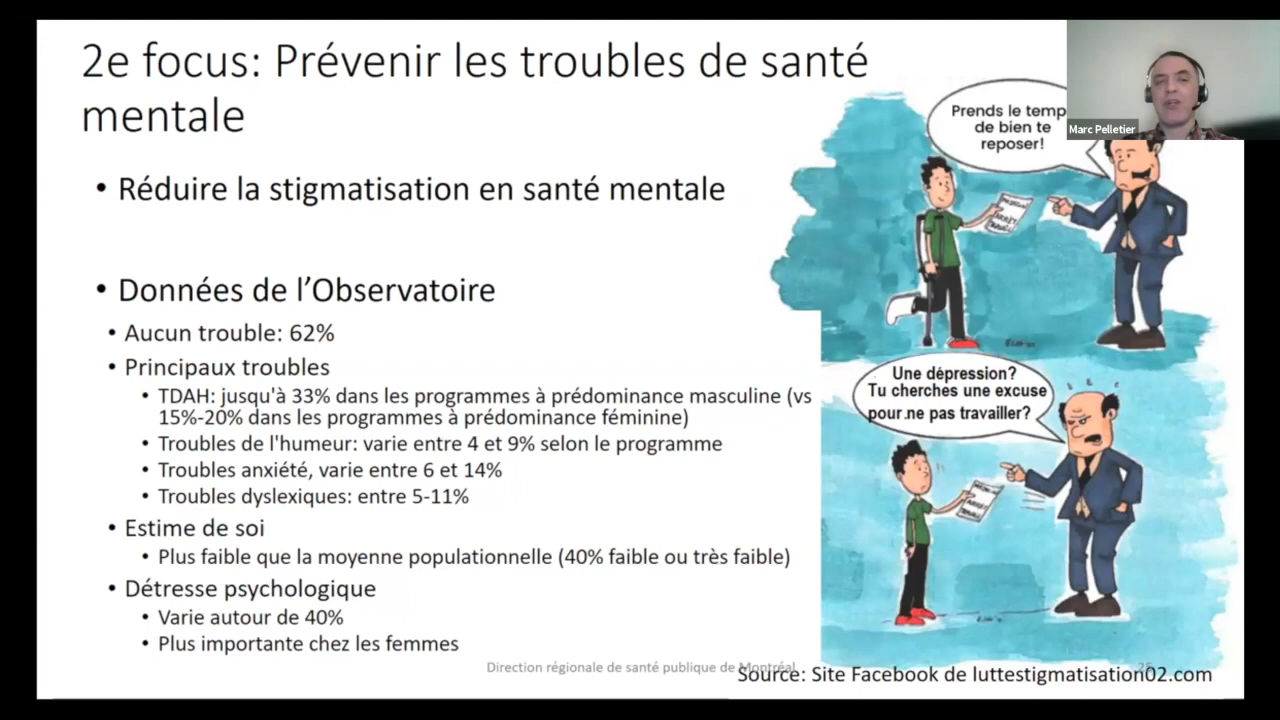 2e focus: Prévenir les troubles de santé
mentale
• Réduire la stigmatisation en santé mentale
• Données de l'Observatoire
• Aucun trouble: 62%
• Principaux troubles
• TDAH: jusqu'à 33% dans les programmes à prédominance masculine (vs
15%-20% dans les programmes à prédominance féminine)
• Troubles de l'humeur: varie entre 4 et 9% selon le programme
• Troubles anxiété, varie entre 6 et 14%
• Troubles dyslexiques: entre 5-11%
• Estime de soi
• Plus faible que la moyenne populationnelle (40% faible ou très faible)
• Détresse psychologique
• Varie autour de 40%
• Plus importante chez les femmes
Prends le temp
de bien te
reposer!
Marc Pelletier
Une dépression?
Tu cherches une excuse
pour.ne pas travailler?
Direction régionale de santé publique de Montréal
Source: Site Facebook de luttestigmatisation02.com